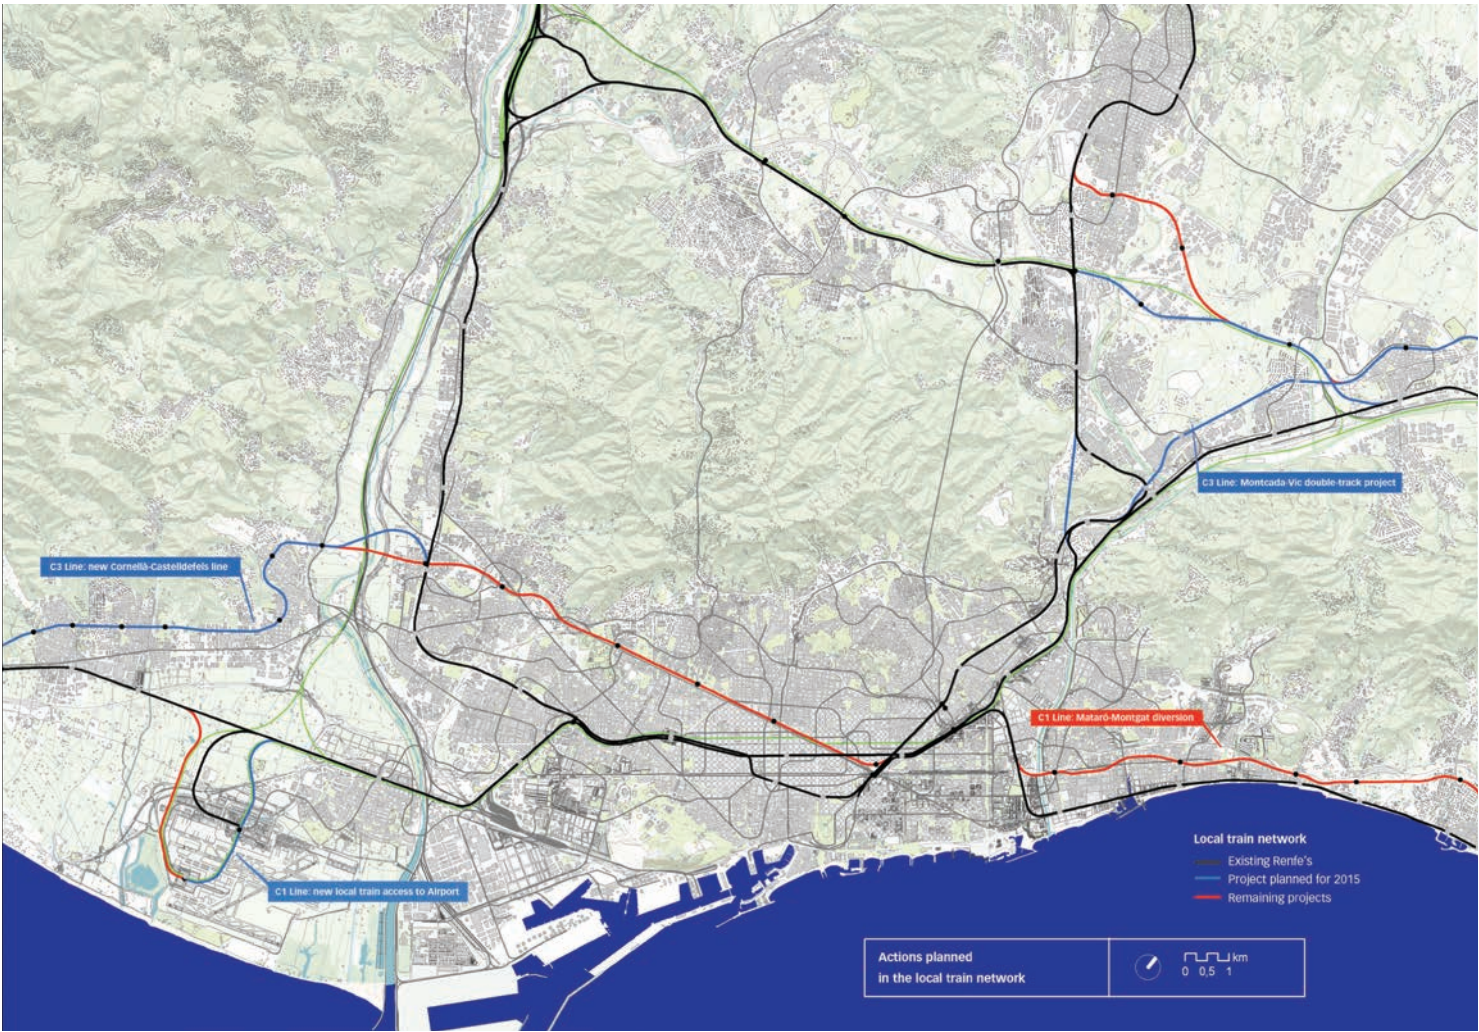 C3 Line: Montcada-Vic double-track project
C3 Line: new Cornellà-Castelldefels line
C1 Line: Mataró-Montgat diversion
C1 Line: new local train access to Airport
Local train network
Existing Renfe's
Project planned for 2015
Remaining projects
Actions planned
in the local train network
km
0 0,5 1